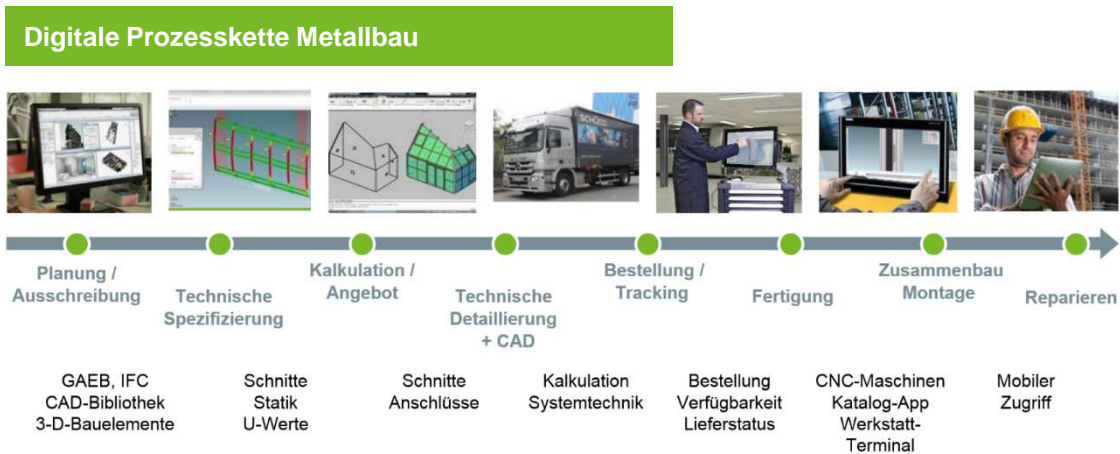 Digitale Prozesskette Metallbau
SCHÜCO
Planung /
Ausschreibung
Technische
Spezifizierung
Kalkulation /
Angebot
Technische
Detaillierung
+ CAD
Bestellung /
Tracking
Fertigung
Zusammenbau
Montage
Reparieren
GAEB, IFC
CAD-Bibliothek
3-D-Bauelemente
Schnitte
Statik
U-Werte
Schnitte
Anschlüsse
Kalkulation
Systemtechnik
Bestellung
Verfügbarkeit
Lieferstatus
CNC-Maschinen
Katalog-App
Werkstatt-
Terminal
Mobiler
Zugriff